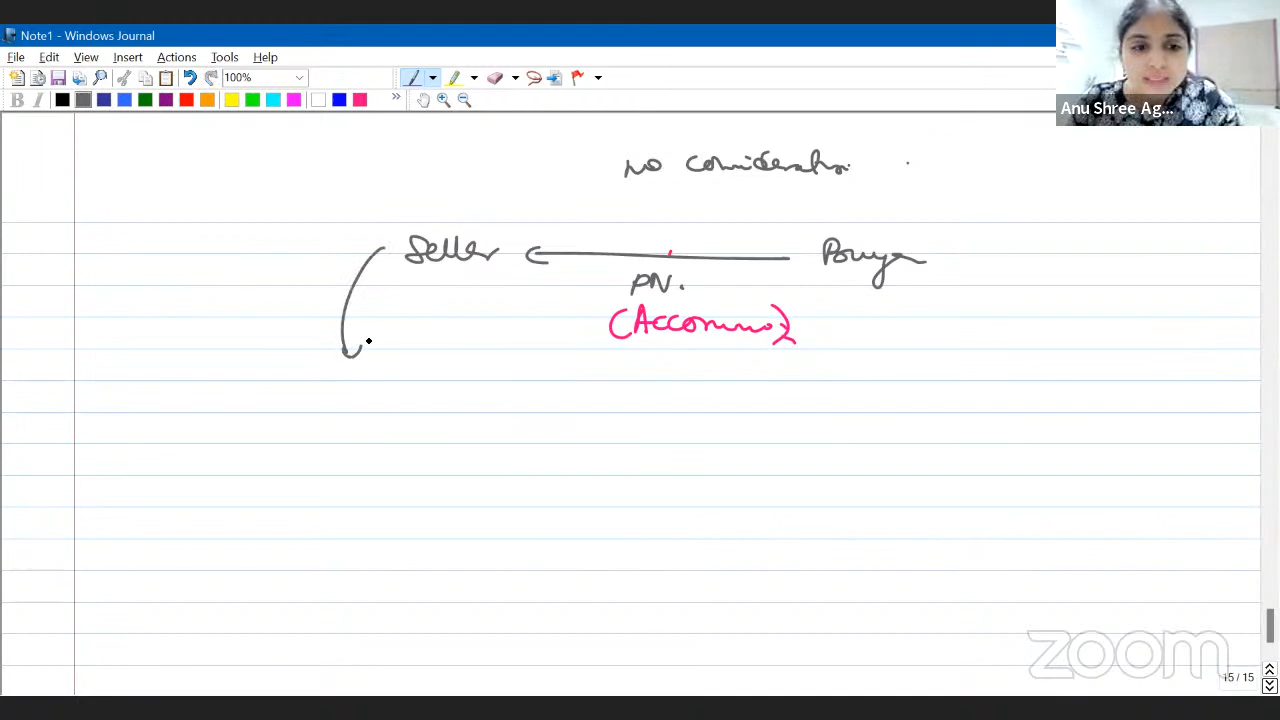 Note1 - Windows Journal
File Edit View Insert Actions Tools Help
100%
B I
Anu Shree Ag...
No consideration
Seller Buyer
PN.
(Accommo)
zoom
15 / 15